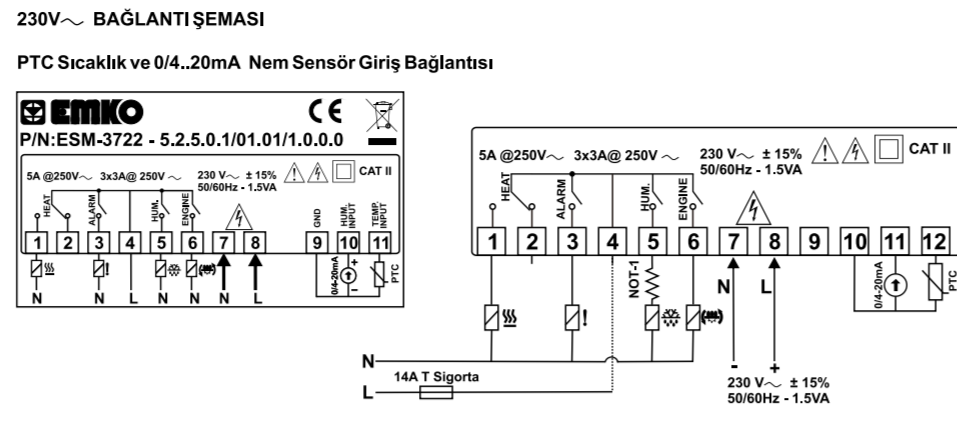 230V～ BAĞLANTI ŞEMASI
PTC Sıcaklık ve 0/4..20mA Nem Sensör Giriş Bağlantısı
EMKO CE
P/N:ESM-3722 - 5.2.5.0.1/01.01/1.0.0.0
5A @250V～ 3x3A@ 250V ～ 230 V～ ± 15% CAT II
50/60Hz - 1.5VA
HEAT ALARM HUM. ENGINE GND HUM. INPUT TEMP. INPUT
1 2 3 4 5 6 7 8 9 10 11
! 0/4-20mA + − PTC
N N L N N N L
5A @250V～ 3x3A@ 250V ～ 230 V～ ± 15% CAT II
50/60Hz - 1.5VA
HEAT ALARM HUM. ENGINE
1 2 3 4 5 6 7 8 9 10 11 12
NOT-1 N L 0/4-20mA PTC
!
N
L 14A T Sigorta
- +
230 V～ ± 15%
50/60Hz - 1.5VA